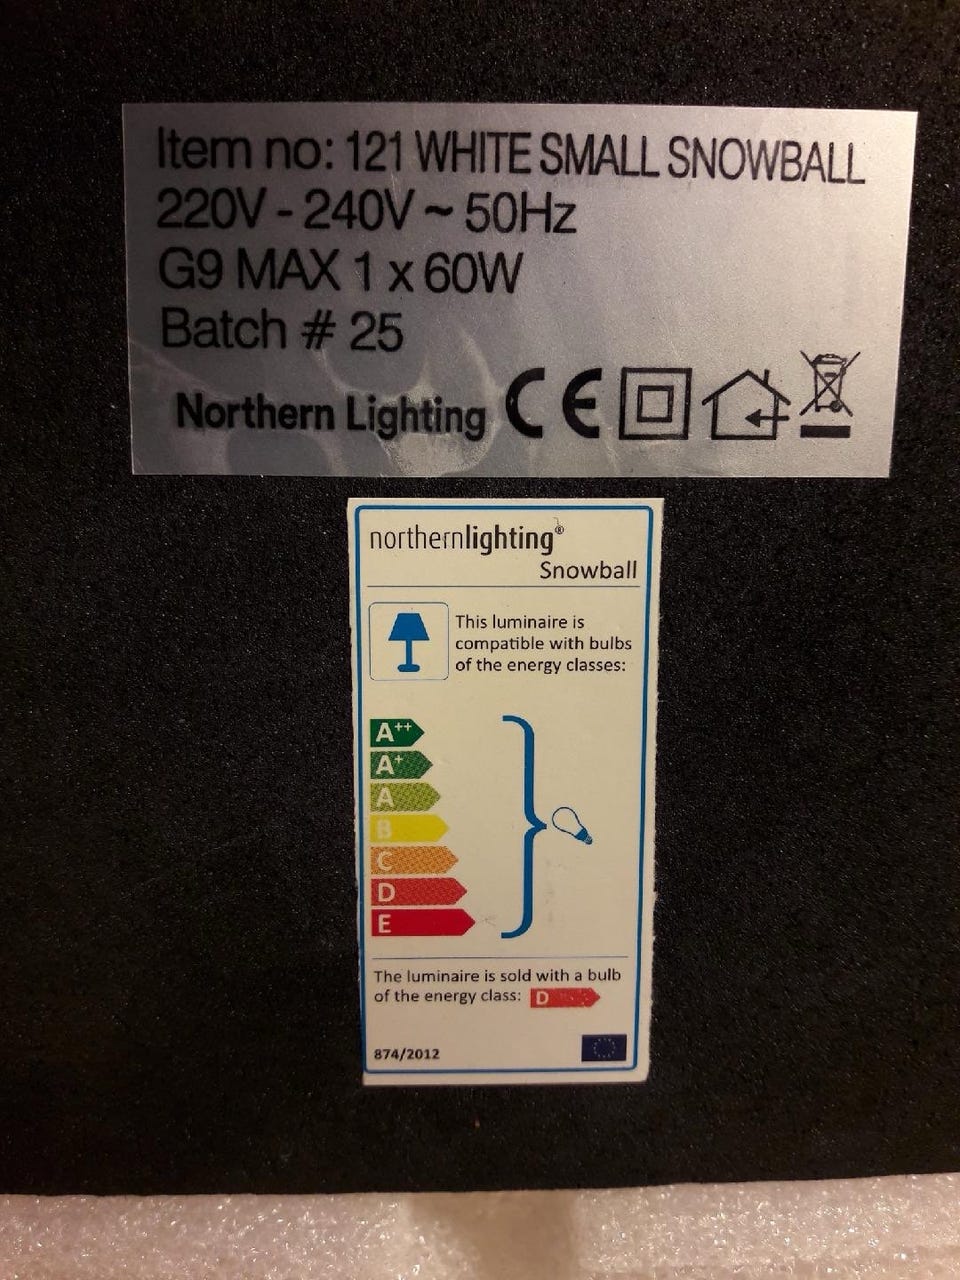 Item no: 121 WHITE SMALL SNOWBALL
220V - 240V ~ 50Hz
G9 MAX 1 x 60W
Batch # 25
Northern Lighting CE
northernlighting®
Snowball
This luminaire is
compatible with bulbs
of the energy classes:
A++
A+
A
B
C
D
E
The luminaire is sold with a bulb
of the energy class: D
874/2012